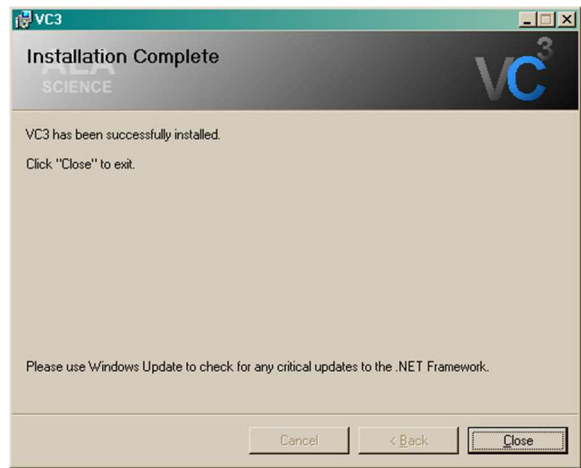 VC3
Installation Complete
ALA
SCIENCE
VC3
VC3 has been successfully installed.
Click "Close" to exit.
Please use Windows Update to check for any critical updates to the .NET Framework.
Cancel
< Back
Close